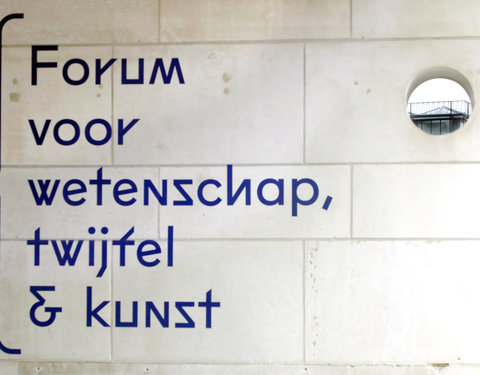 Forum
voor
wetenschap,
twijfel
& kunst